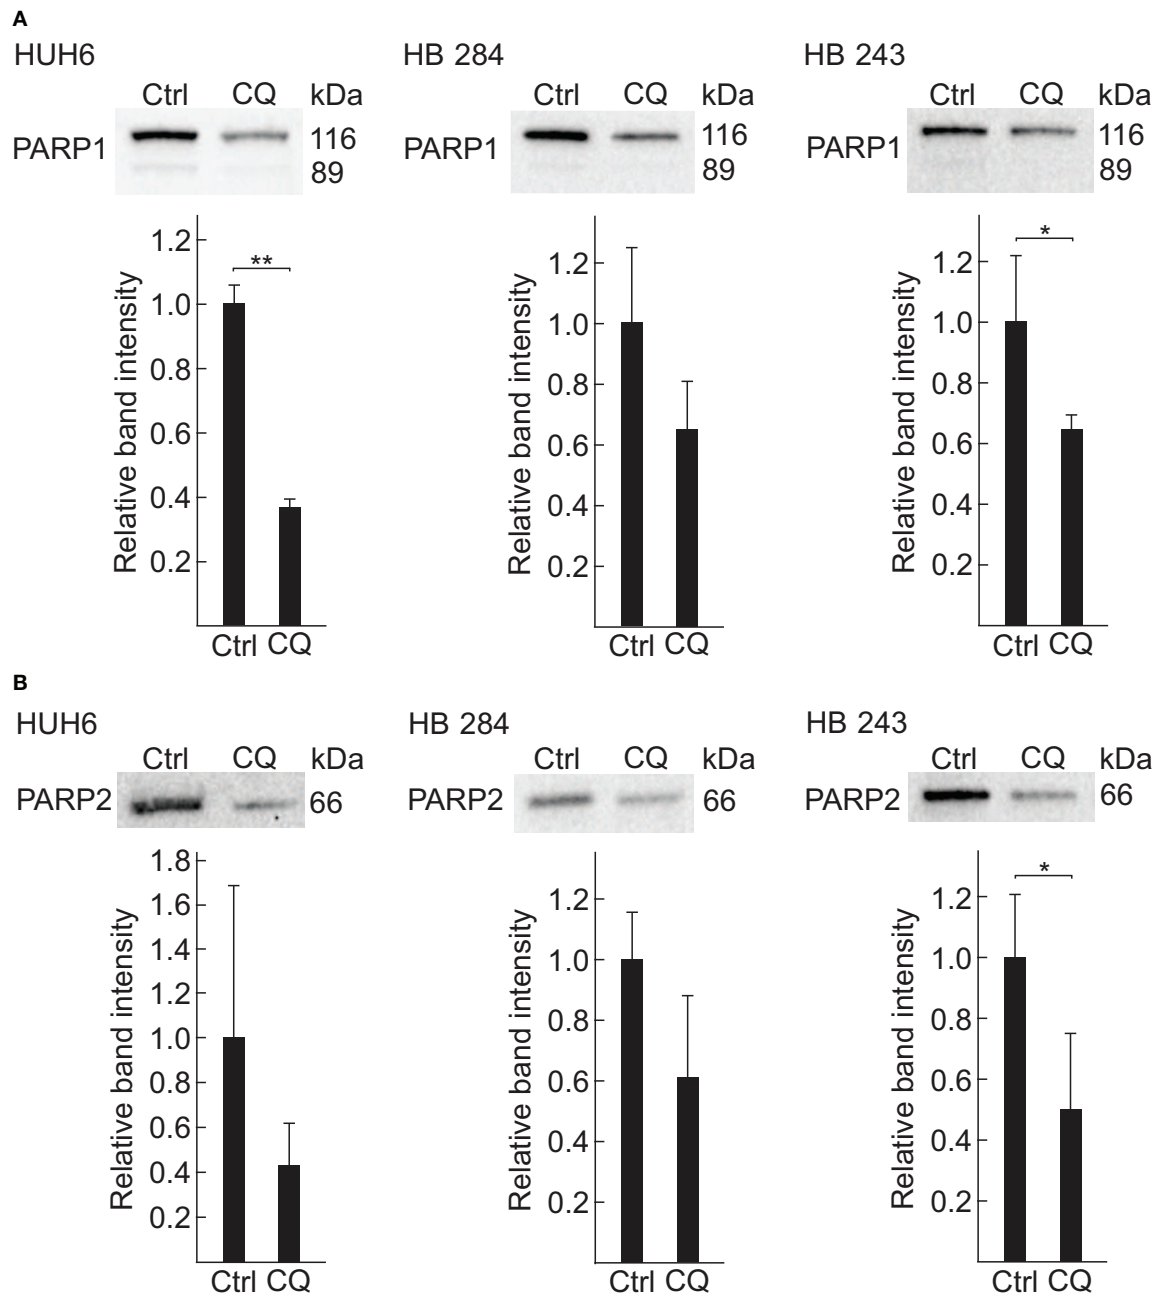 A
HUH6 HB 284 HB 243
Ctrl CQ kDa Ctrl CQ kDa Ctrl CQ kDa
PARP1 116 PARP1 116 PARP1 116
89 89 89
Relative band intensity
1.2
1.0
0.8
0.6
0.4
0.2
**
Ctrl CQ
Relative band intensity
1.2
1.0
0.8
0.6
0.4
0.2
Ctrl CQ
Relative band intensity
1.2
1.0
0.8
0.6
0.4
0.2
*
Ctrl CQ
B
HUH6 HB 284 HB 243
Ctrl CQ kDa Ctrl CQ kDa Ctrl CQ kDa
PARP2 66 PARP2 66 PARP2 66
Relative band intensity
1.8
1.6
1.4
1.2
1.0
0.8
0.6
0.4
0.2
Ctrl CQ
Relative band intensity
1.2
1.0
0.8
0.6
0.4
0.2
Ctrl CQ
Relative band intensity
1.2
1.0
0.8
0.6
0.4
0.2
*
Ctrl CQ